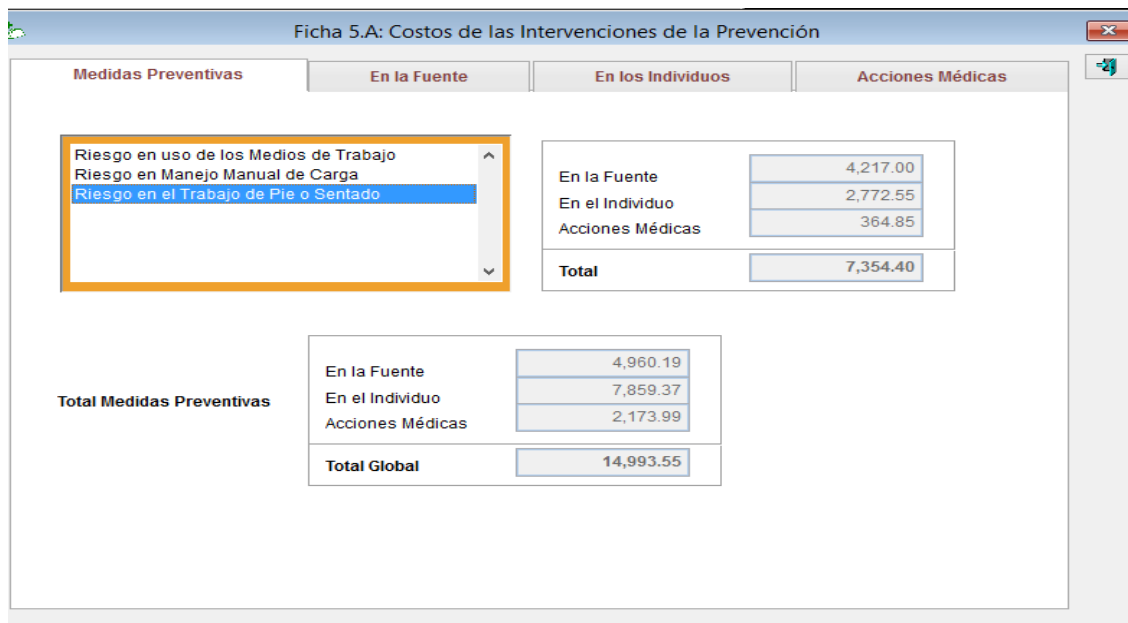 Ficha 5.A: Costos de las Intervenciones de la Prevención
Medidas Preventivas
En la Fuente
En los Individuos
Acciones Médicas
Riesgo en uso de los Medios de Trabajo
Riesgo en Manejo Manual de Carga
Riesgo en el Trabajo de Pie o Sentado
En la Fuente 4,217.00
En el Individuo 2,772.55
Acciones Médicas 364.85
Total 7,354.40
Total Medidas Preventivas
En la Fuente 4,960.19
En el Individuo 7,859.37
Acciones Médicas 2,173.99
Total Global 14,993.55